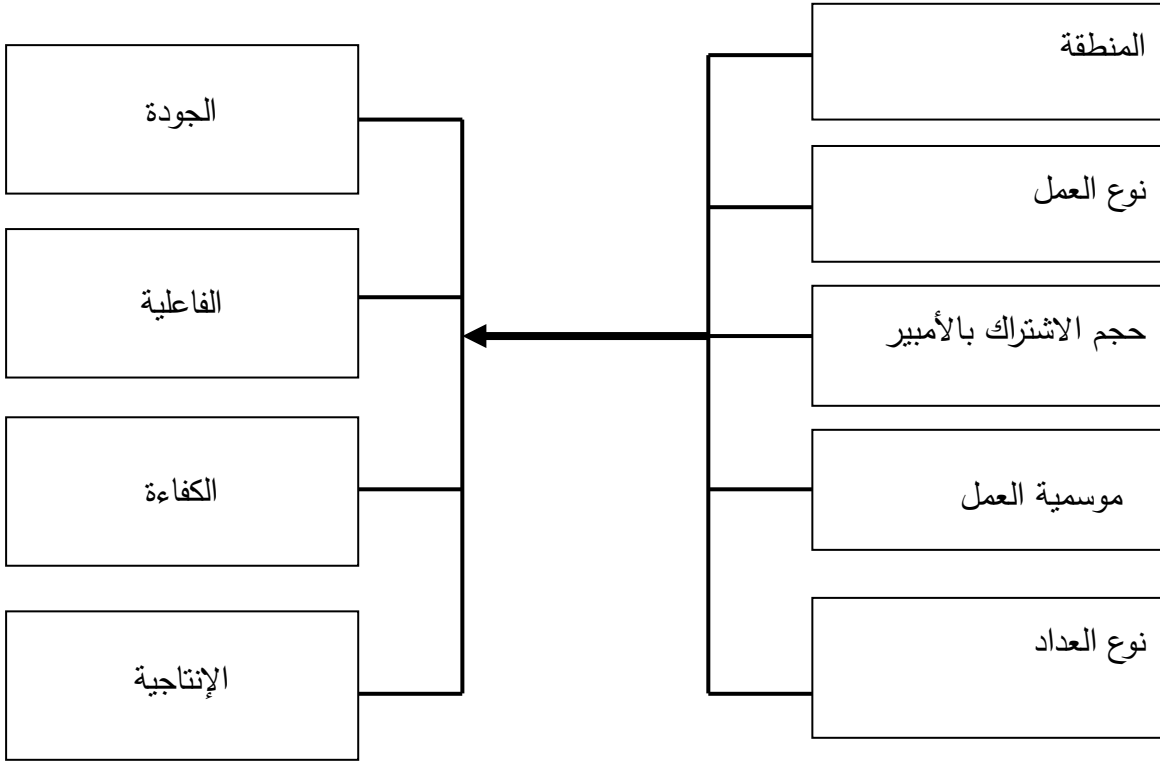 المنطقة
نوع العمل
حجم الاشتراك بالأمبير
موسمية العمل
نوع العداد
الجودة
الفاعلية
الكفاءة
الإنتاجية